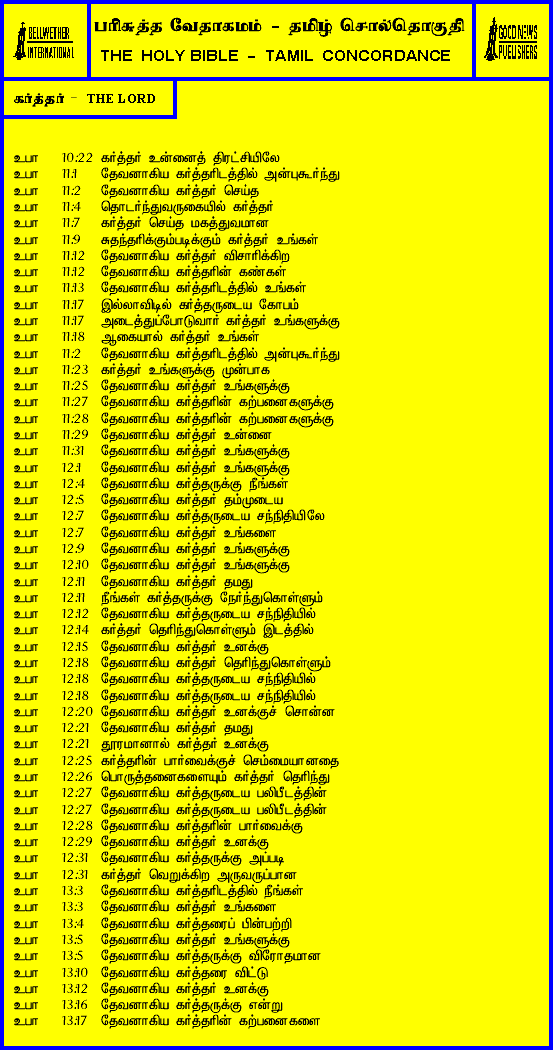 BELLWETHER
INTERNATIONAL
பரிசுத்த வேதாகமம் - தமிழ் சொல்தொகுதி
THE HOLY BIBLE - TAMIL CONCORDANCE
GOOD NEWS
PUBLISHERS
கர்த்தர் - THE LORD
உபா 10:22 கர்த்தர் உன்னைத் திரட்சியிலே
உபா 11:1 தேவனாகிய கர்த்தரிடத்தில் அன்புகூர்ந்து
உபா 11:2 தேவனாகிய கர்த்தர் செய்த
உபா 11:4 தொடர்ந்துவருகையில் கர்த்தர்
உபா 11:7 கர்த்தர் செய்த மகத்துவமான
உபா 11:9 சுதந்தரிக்கும்படிக்கும் கர்த்தர் உங்கள்
உபா 11:12 தேவனாகிய கர்த்தர் விசாரிக்கிற
உபா 11:12 தேவனாகிய கர்த்தரின் கண்கள்
உபா 11:13 தேவனாகிய கர்த்தரிடத்தில் உங்கள்
உபா 11:17 இல்லாவிடில் கர்த்தருடைய கோபம்
உபா 11:17 அடைத்துப்போடுவார் கர்த்தர் உங்களுக்கு
உபா 11:18 ஆகையால் கர்த்தர் உங்கள்
உபா 11:2 தேவனாகிய கர்த்தரிடத்தில் அன்புகூர்ந்து
உபா 11:23 கர்த்தர் உங்களுக்கு முன்பாக
உபா 11:25 தேவனாகிய கர்த்தர் உங்களுக்கு
உபா 11:27 தேவனாகிய கர்த்தரின் கற்பனைகளுக்கு
உபா 11:28 தேவனாகிய கர்த்தரின் கற்பனைகளுக்கு
உபா 11:29 தேவனாகிய கர்த்தர் உன்னை
உபா 11:31 தேவனாகிய கர்த்தர் உங்களுக்கு
உபா 12:1 தேவனாகிய கர்த்தர் உங்களுக்கு
உபா 12:4 தேவனாகிய கர்த்தருக்கு நீங்கள்
உபா 12:5 தேவனாகிய கர்த்தர் தம்முடைய
உபா 12:7 தேவனாகிய கர்த்தருடைய சந்நிதியிலே
உபா 12:7 தேவனாகிய கர்த்தர் உங்களை
உபா 12:9 தேவனாகிய கர்த்தர் உங்களுக்கு
உபா 12:10 தேவனாகிய கர்த்தர் உங்களுக்கு
உபா 12:11 தேவனாகிய கர்த்தர் தமது
உபா 12:11 நீங்கள் கர்த்தருக்கு நேர்ந்துகொள்ளும்
உபா 12:12 தேவனாகிய கர்த்தருடைய சந்நிதியில்
உபா 12:14 கர்த்தர் தெரிந்துகொள்ளும் இடத்தில்
உபா 12:15 தேவனாகிய கர்த்தர் உனக்கு
உபா 12:18 தேவனாகிய கர்த்தர் தெரிந்துகொள்ளும்
உபா 12:18 தேவனாகிய கர்த்தருடைய சந்நிதியில்
உபா 12:18 தேவனாகிய கர்த்தருடைய சந்நிதியில்
உபா 12:20 தேவனாகிய கர்த்தர் உனக்குச் சொன்ன
உபா 12:21 தேவனாகிய கர்த்தர் தமது
உபா 12:21 தூரமானால் கர்த்தர் உனக்கு
உபா 12:25 கர்த்தரின் பார்வைக்குச் செம்மையானதை
உபா 12:26 பொருத்தனைகளையும் கர்த்தர் தெரிந்து
உபா 12:27 தேவனாகிய கர்த்தருடைய பலிபீடத்தின்
உபா 12:27 தேவனாகிய கர்த்தருடைய பலிபீடத்தின்
உபா 12:28 தேவனாகிய கர்த்தரின் பார்வைக்கு
உபா 12:29 தேவனாகிய கர்த்தர் உனக்கு
உபா 12:31 தேவனாகிய கர்த்தருக்கு அப்படி
உபா 12:31 கர்த்தர் வெறுக்கிற அருவருப்பான
உபா 13:3 தேவனாகிய கர்த்தரிடத்தில் நீங்கள்
உபா 13:3 தேவனாகிய கர்த்தர் உங்களை
உபா 13:4 தேவனாகிய கர்த்தரைப் பின்பற்றி
உபா 13:5 தேவனாகிய கர்த்தர் உங்களுக்கு
உபா 13:5 தேவனாகிய கர்த்தருக்கு விரோதமான
உபா 13:10 தேவனாகிய கர்த்தரை விட்டு
உபா 13:12 தேவனாகிய கர்த்தர் உனக்கு
உபா 13:16 தேவனாகிய கர்த்தருக்கு என்று
உபா 13:17 தேவனாகிய கர்த்தரின் கற்பனைகளை